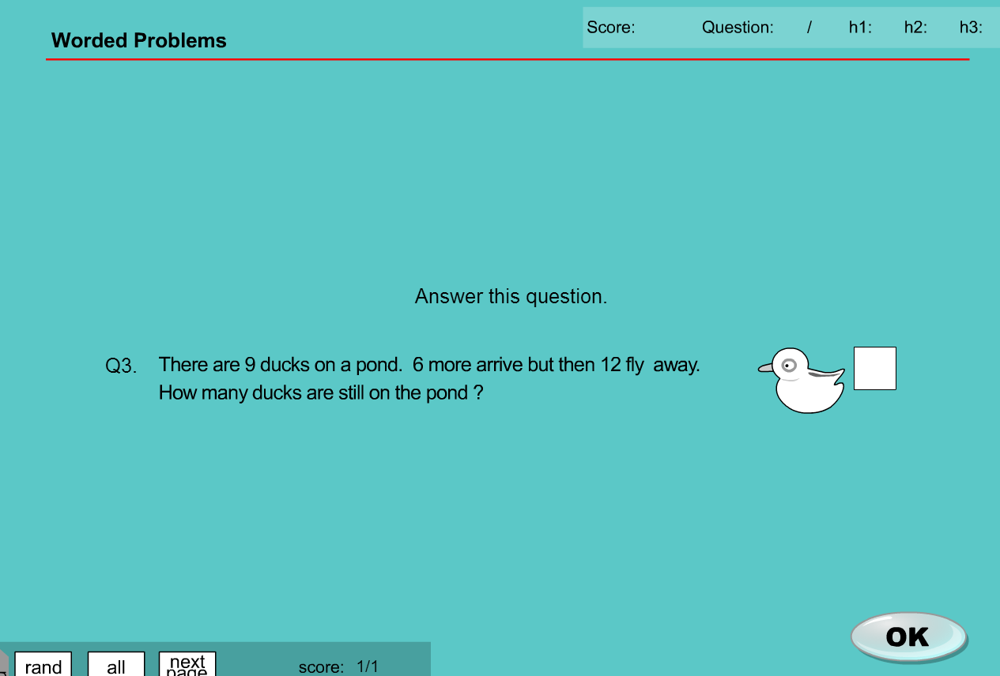 Worded Problems
Score: Question: / h1: h2: h3:
Answer this question.
Q3. There are 9 ducks on a pond. 6 more arrive but then 12 fly away.
How many ducks are still on the pond ?
OK
rand all next page score: 1/1